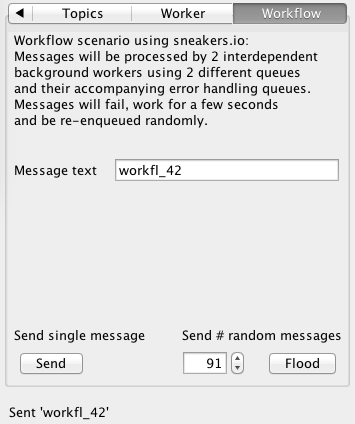 Topics Worker Workflow
Workflow scenario using sneakers.io:
Messages will be processed by 2 interdependent
background workers using 2 different queues
and their accompanying error handling queues.
Messages will fail, work for a few seconds
and be re-enqueued randomly.
Message text workfl_42
Send single message Send # random messages
Send 91 Flood
Sent 'workfl_42'